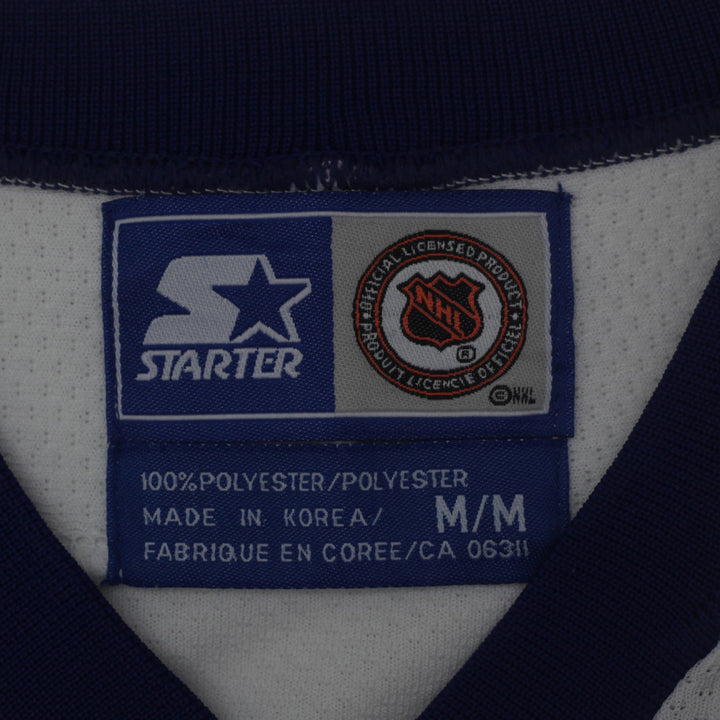 STARTER
OFFICIAL LICENSED PRODUCT
NHL
®
PRODUIT LICENCIE OFFICIEL
© NHL
100% POLYESTER/POLYESTER
MADE IN KOREA/ M/M
FABRIQUE EN COREE/CA 06311